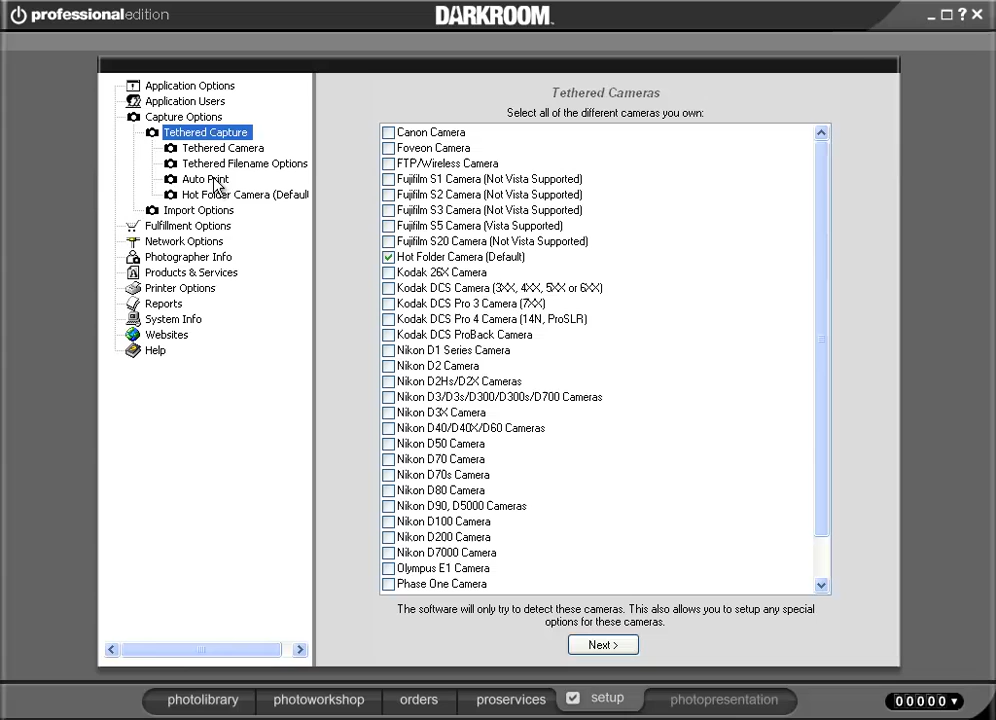 professionaledition
DARKROOM
Application Options
Application Users
Capture Options
Tethered Capture
Tethered Camera
Tethered Filename Options
Auto Print
Hot Folder Camera (Defaul
Import Options
Fulfillment Options
Network Options
Photographer Info
Products & Services
Printer Options
Reports
System Info
Websites
Help
Tethered Cameras
Select all of the different cameras you own:
Canon Camera
Foveon Camera
FTP/Wireless Camera
Fujifilm S1 Camera (Not Vista Supported)
Fujifilm S2 Camera (Not Vista Supported)
Fujifilm S3 Camera (Not Vista Supported)
Fujifilm S5 Camera (Vista Supported)
Fujifilm S20 Camera (Not Vista Supported)
Hot Folder Camera (Default)
Kodak 26X Camera
Kodak DCS Camera (3XX, 4XX, 5XX or 6XX)
Kodak DCS Pro 3 Camera (7XX)
Kodak DCS Pro 4 Camera (14N, ProSLR)
Kodak DCS ProBack Camera
Nikon D1 Series Camera
Nikon D2 Camera
Nikon D2Hs/D2X Cameras
Nikon D3/D3s/D300/D300s/D700 Cameras
Nikon D3X Camera
Nikon D40/D40X/D60 Cameras
Nikon D50 Camera
Nikon D70 Camera
Nikon D70s Camera
Nikon D80 Camera
Nikon D90, D5000 Cameras
Nikon D100 Camera
Nikon D200 Camera
Nikon D7000 Camera
Olympus E1 Camera
Phase One Camera
The software will only try to detect these cameras. This also allows you to setup any special
options for these cameras.
Next >
photolibrary
photoworkshop
orders
proservices
setup
photopresentation
00000